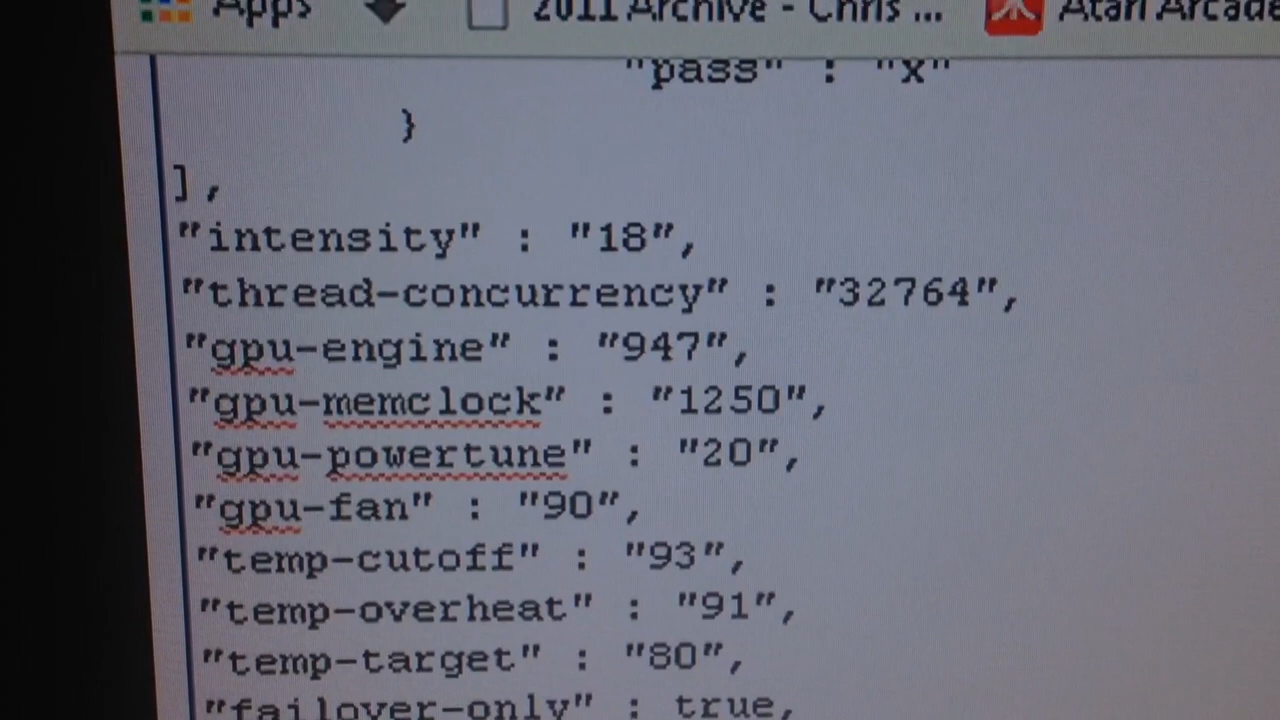 Apps 2011 Archive - Chris ... Atari Arcade
"pass" : "x"
}
],
"intensity" : "18",
"thread-concurrency" : "32764",
"gpu-engine" : "947",
"gpu-memclock" : "1250",
"gpu-powertune" : "20",
"gpu-fan" : "90",
"temp-cutoff" : "93",
"temp-overheat" : "91",
"temp-target" : "80",
"failover-only" : true,